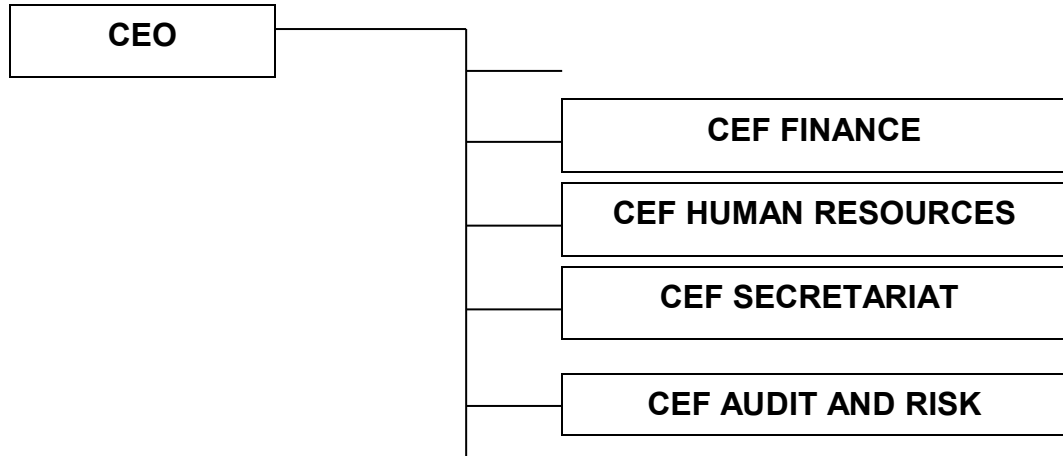 CEO
CEF FINANCE
CEF HUMAN RESOURCES
CEF SECRETARIAT
CEF AUDIT AND RISK